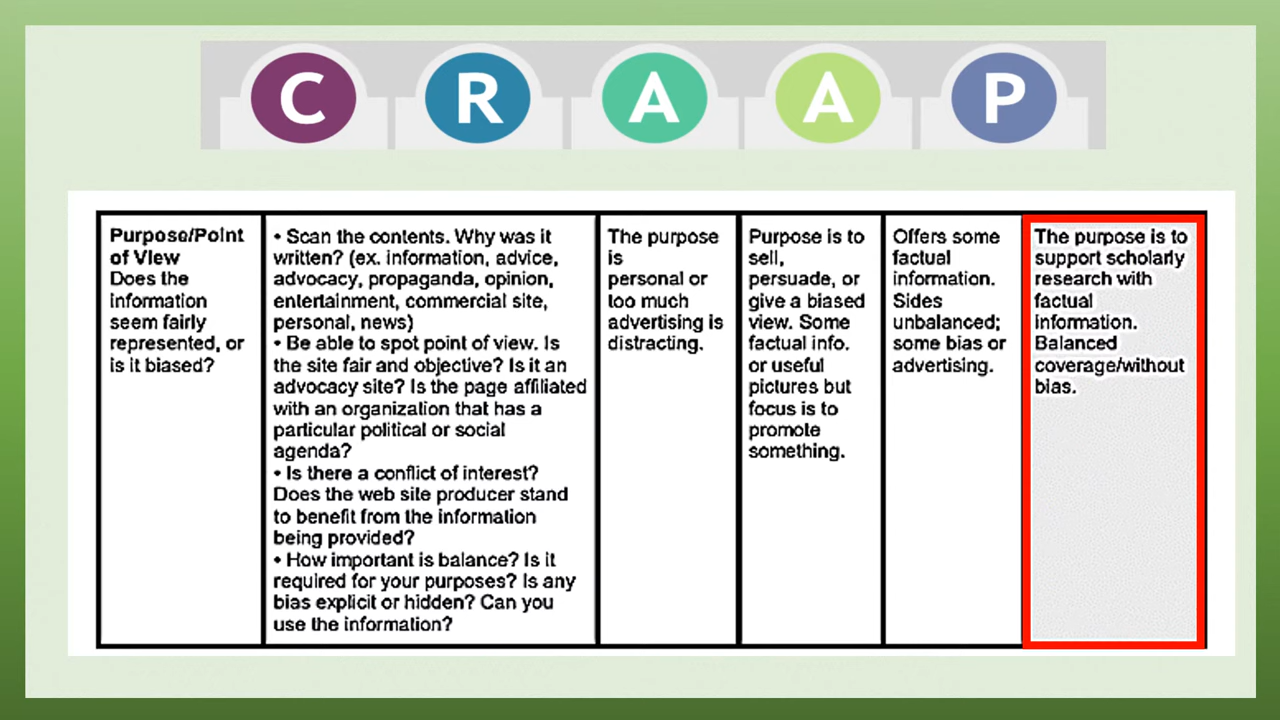 C R A A P
Purpose/Point
of View
Does the
information
seem fairly
represented, or
is it biased?
• Scan the contents. Why was it
written? (ex. information, advice,
advocacy, propaganda, opinion,
entertainment, commercial site,
personal, news)
• Be able to spot point of view. Is
the site fair and objective? Is it an
advocacy site? Is the page affiliated
with an organization that has a
particular political or social
agenda?
• Is there a conflict of interest?
Does the web site producer stand
to benefit from the information
being provided?
• How important is balance? Is it
required for your purposes? Is any
bias explicit or hidden? Can you
use the information?
The purpose
is
personal or
too much
advertising is
distracting.
Purpose is to
sell,
persuade, or
give a biased
view. Some
factual info.
or useful
pictures but
focus is to
promote
something.
Offers some
factual
information.
Sides
unbalanced;
some bias or
advertising.
The purpose is to
support scholarly
research with
factual
information.
Balanced
coverage/without
bias.